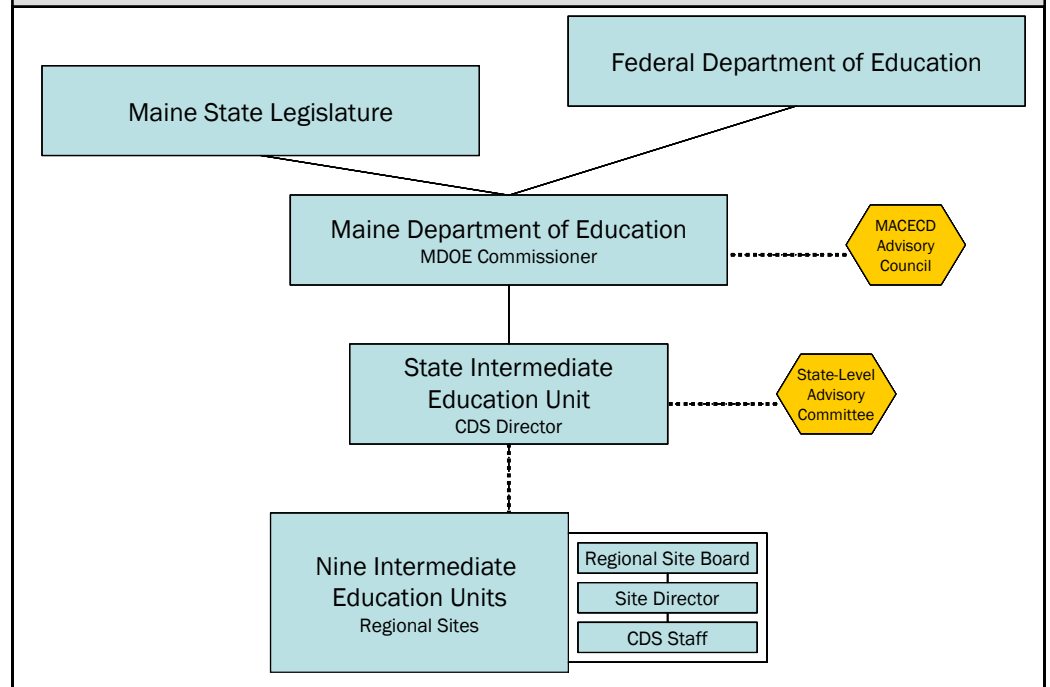 Federal Department of Education
Maine State Legislature
Maine Department of Education
MDOE Commissioner
MACECD
Advisory
Council
State Intermediate
Education Unit
CDS Director
State-Level
Advisory
Committee
Nine Intermediate
Education Units
Regional Sites
Regional Site Board
Site Director
CDS Staff